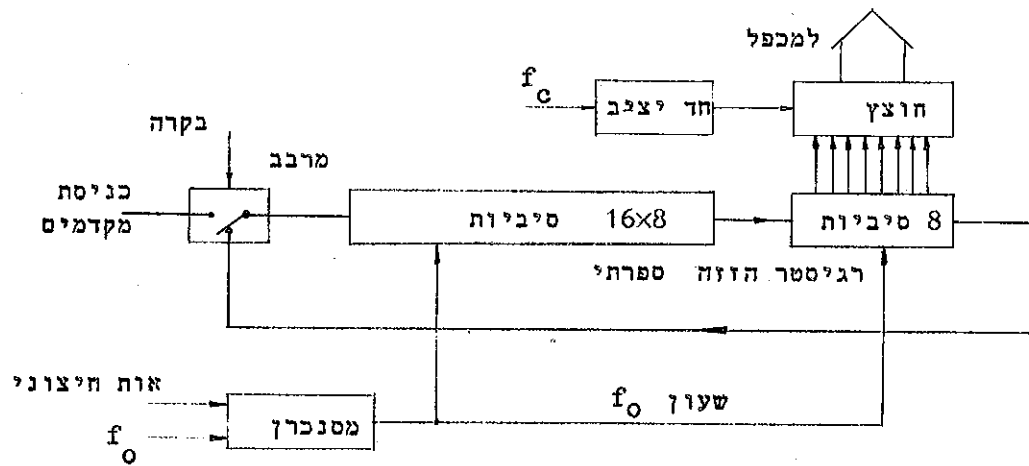 למכפל
f_c
חד יציב
חוצץ
בקרה
מרבב
כניסת
מקדמים
16×8 סיביות
8 סיביות
רגיסטר הזזה ספרתי
אות חיצוני
f_o
מסנכרן
שעון f_o